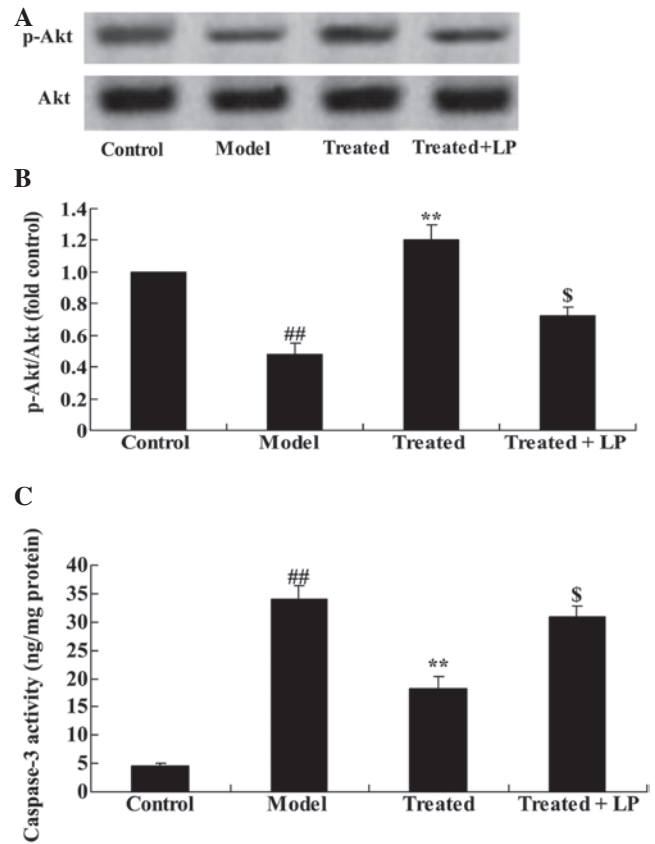 A
p-Akt
Akt
Control Model Treated Treated+LP
B
p-Akt/Akt (fold control)
1.4
1.2
1.0
0.8
0.6
0.4
0.2
0
##
**
$
Control Model Treated Treated + LP
C
Caspase-3 activity (ng/mg protein)
40
35
30
25
20
15
10
5
0
##
**
$
Control Model Treated Treated + LP